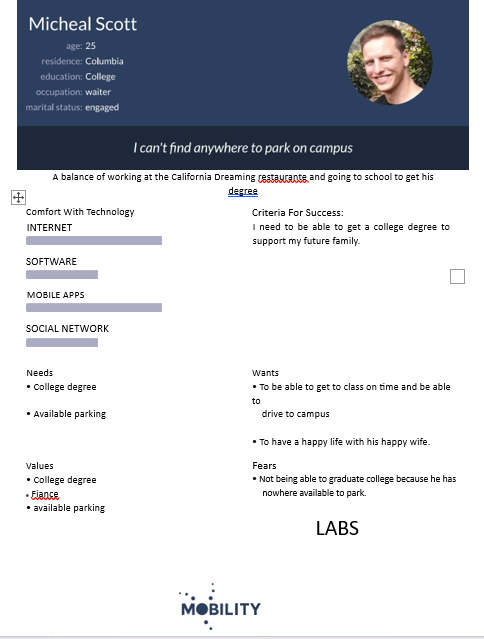 Micheal Scott
age: 25
residence: Columbia
education: College
occupation: waiter
marital status: engaged
I can't find anywhere to park on campus
A balance of working at the California Dreaming restaurante and going to school to get his
degree
Comfort With Technology
INTERNET
SOFTWARE
MOBILE APPS
SOCIAL NETWORK
Criteria For Success:
I need to be able to get a college degree to
support my future family.
Needs
• College degree
• Available parking
Wants
• To be able to get to class on time and be able
to
drive to campus
• To have a happy life with his happy wife.
Values
• College degree
• Fiance
• available parking
Fears
• Not being able to graduate college because he has
nowhere available to park.
LABS
MOBILITY